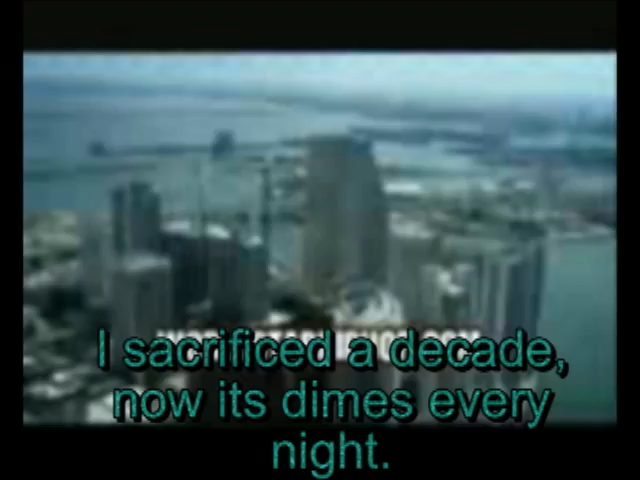 I sacrificed a decade,
now its dimes every
night.